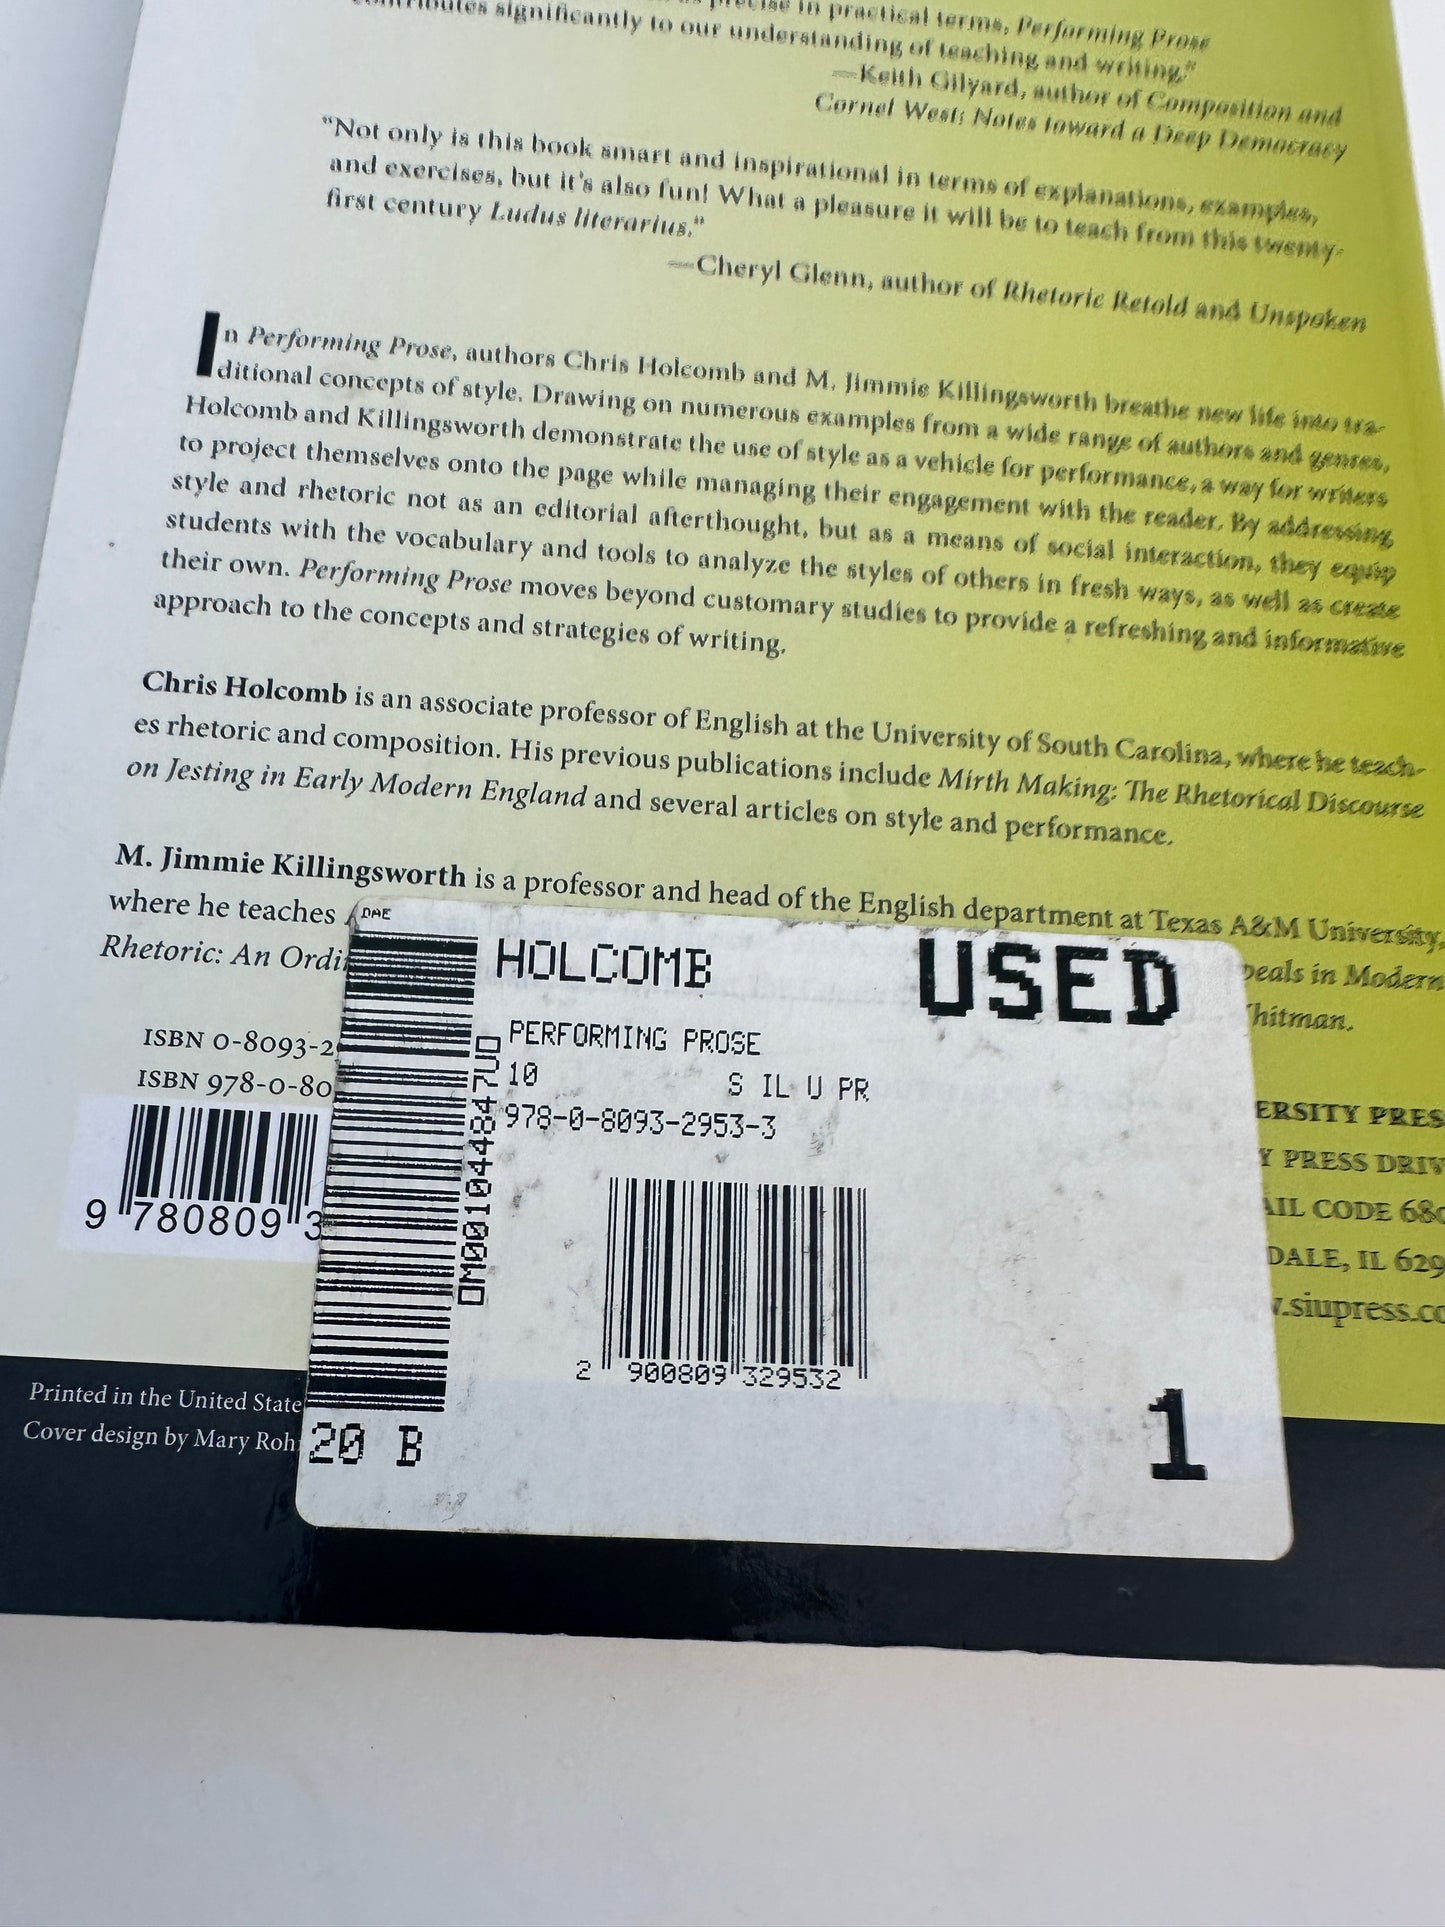 precise in practical terms, Performing Prose
contributes significantly to our understanding of teaching and writing."
—Keith Gilyard, author of Composition and
Cornel West: Notes toward a Deep Democracy
"Not only is this book smart and inspirational in terms of explanations, examples,
and exercises, but it's also fun! What a pleasure it will be to teach from this twenty-
first century Ludus literarius."
—Cheryl Glenn, author of Rhetoric Retold and Unspoken
In Performing Prose, authors Chris Holcomb and M. Jimmie Killingsworth breathe new life into tra-
ditional concepts of style. Drawing on numerous examples from a wide range of authors and genres,
Holcomb and Killingsworth demonstrate the use of style as a vehicle for performance, a way for writers
to project themselves onto the page while managing their engagement with the reader. By addressing
style and rhetoric not as an editorial afterthought, but as a means of social interaction, they equip
students with the vocabulary and tools to analyze the styles of others in fresh ways, as well as create
their own. Performing Prose moves beyond customary studies to provide a refreshing and informative
approach to the concepts and strategies of writing.
Chris Holcomb is an associate professor of English at the University of South Carolina, where he teach-
es rhetoric and composition. His previous publications include Mirth Making: The Rhetorical Discourse
on Jesting in Early Modern England and several articles on style and performance.
M. Jimmie Killingsworth is a professor and head of the English department at Texas A&M University,
where he teaches
Rhetoric: An Ordi
peals in Modern
hitman.
ISBN 0-8093-2
ISBN 978-0-80
9 780809 3
DAE
HOLCOMB USED
PERFORMING PROSE
10 S IL U PR
978-0-8093-2953-3
0M001044847UO
2 900809 329532
20 B
1
ERSITY PRES
Y PRESS DRIV
AIL CODE 680
DALE, IL 629
.siupress.co
Printed in the United State
Cover design by Mary Roh